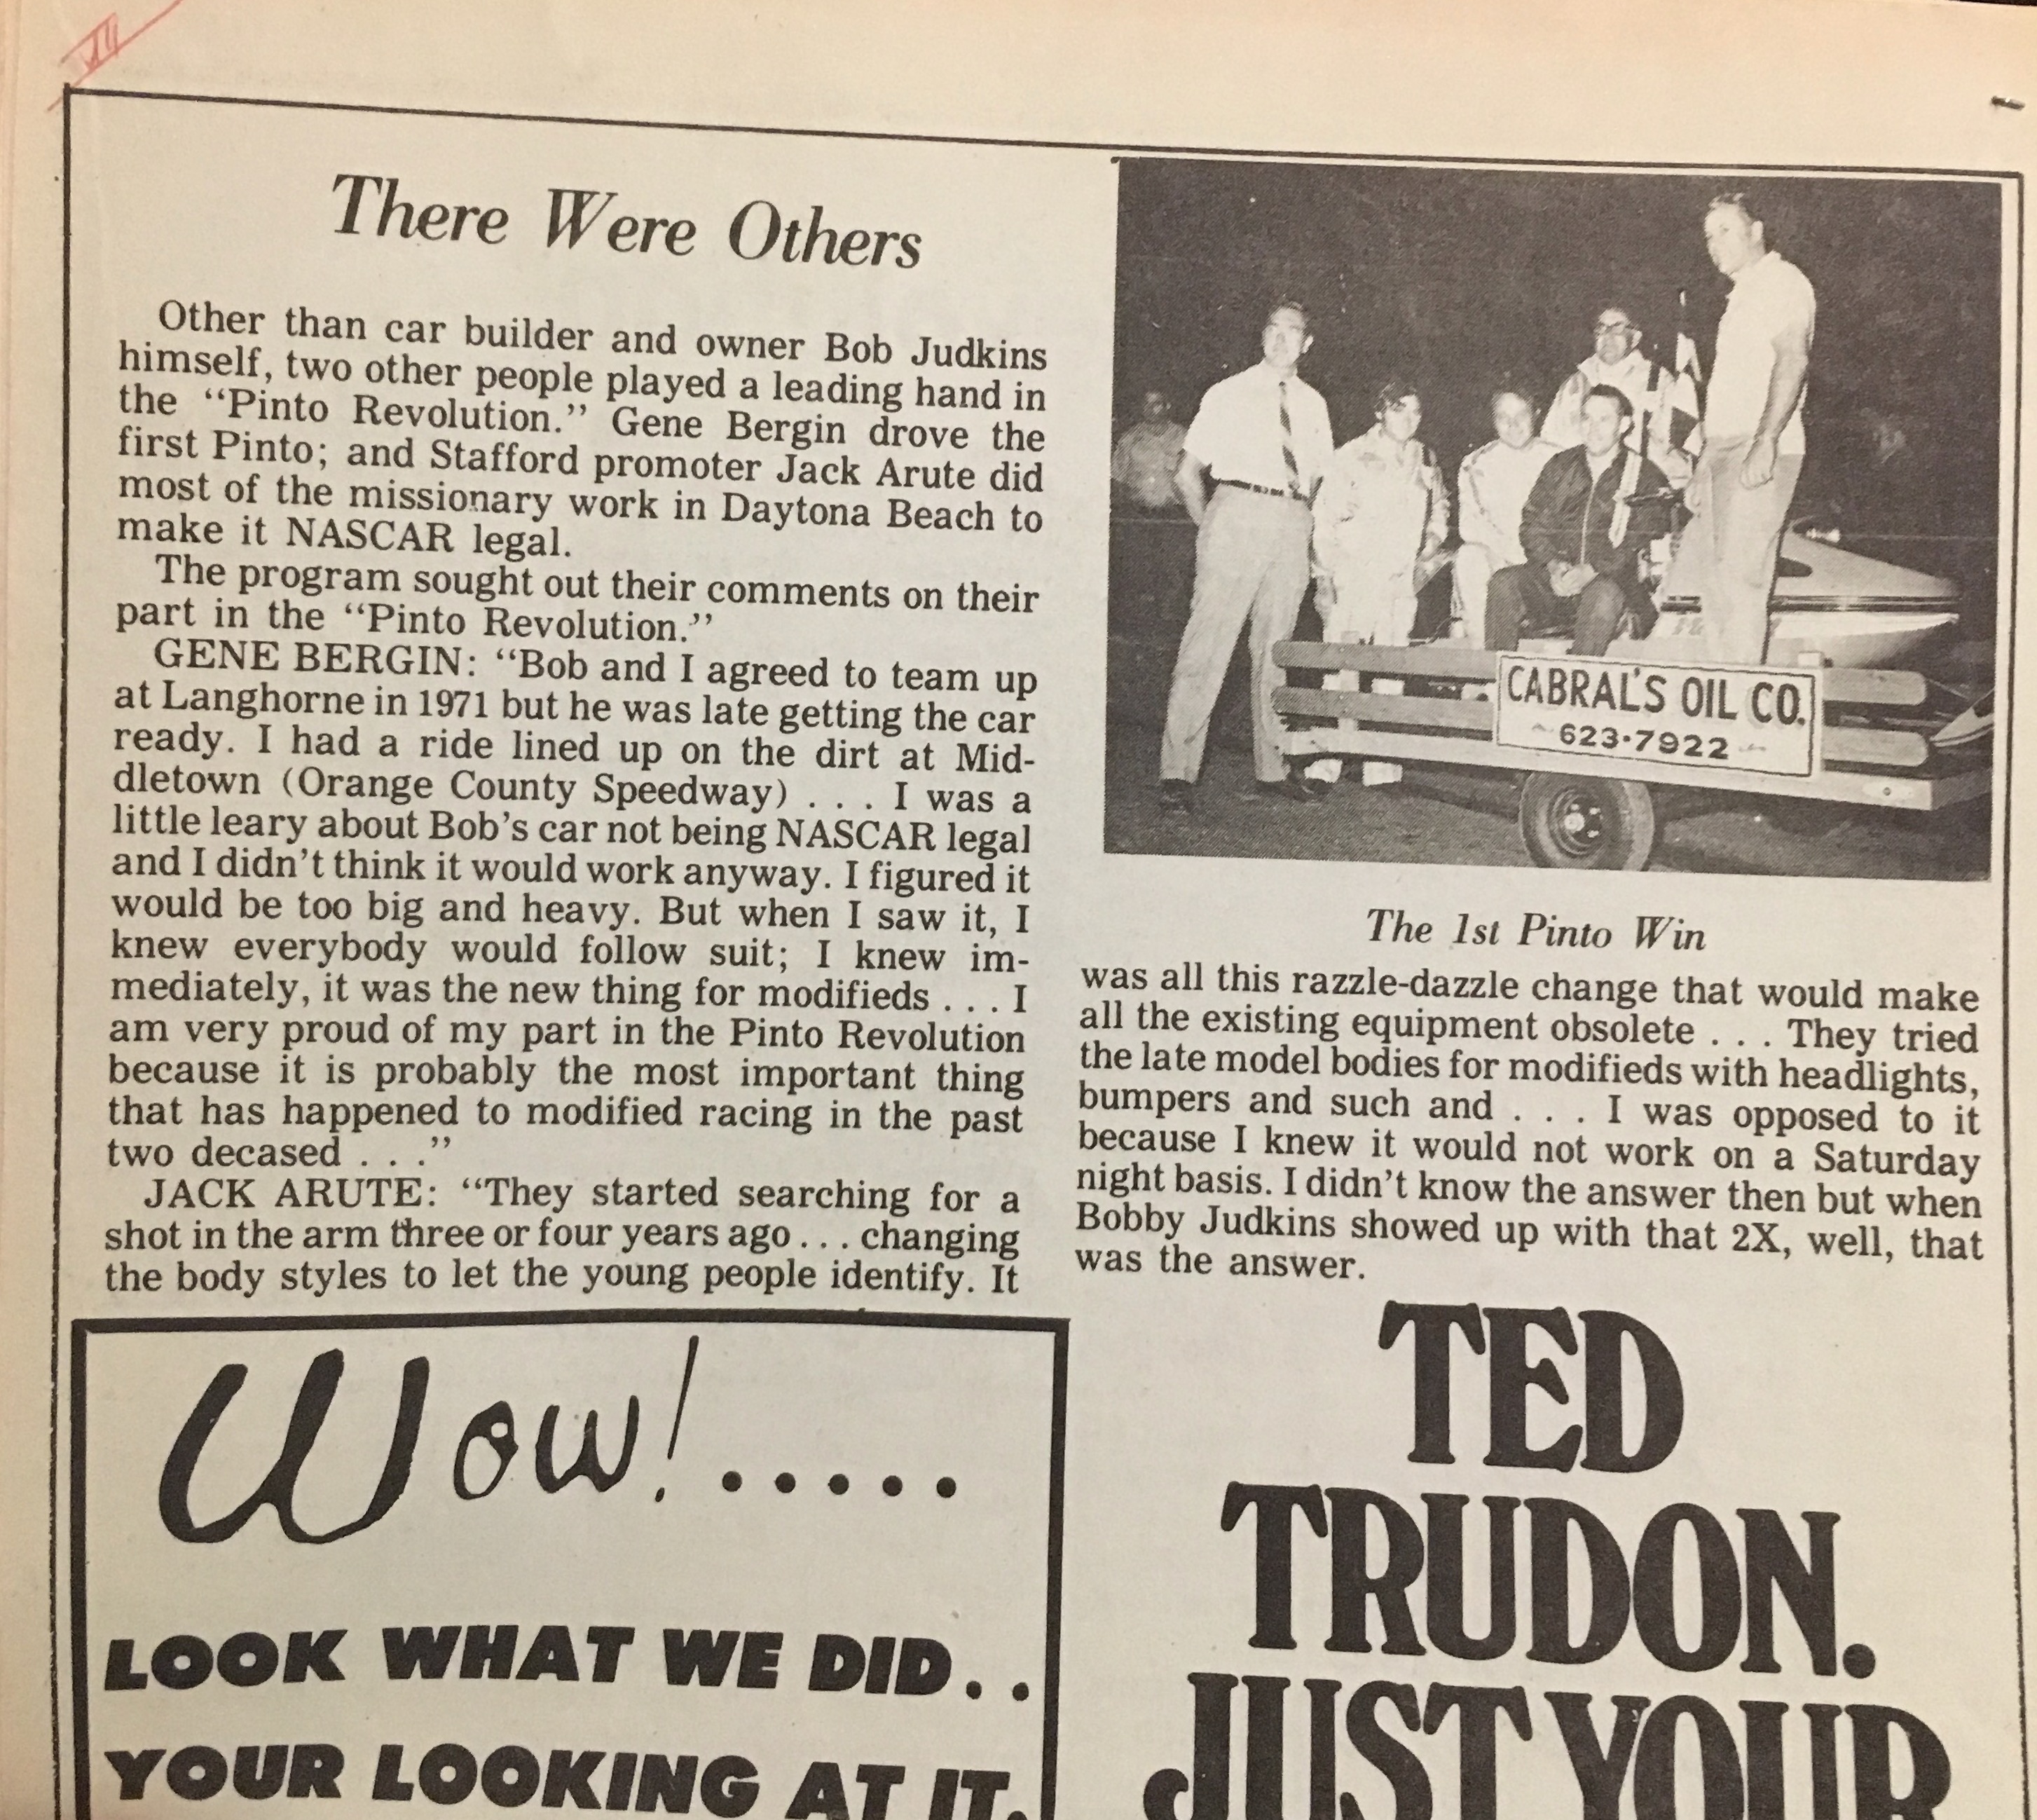 There Were Others
Other than car builder and owner Bob Judkins
himself, two other people played a leading hand in
the "Pinto Revolution." Gene Bergin drove the
first Pinto; and Stafford promoter Jack Arute did
most of the missionary work in Daytona Beach to
make it NASCAR legal.
The program sought out their comments on their
part in the "Pinto Revolution."
GENE BERGIN: "Bob and I agreed to team up
at Langhorne in 1971 but he was late getting the car
ready. I had a ride lined up on the dirt at Mid-
dletown (Orange County Speedway) . . . I was a
little leary about Bob's car not being NASCAR legal
and I didn't think it would work anyway. I figured it
would be too big and heavy. But when I saw it, I
knew everybody would follow suit; I knew im-
mediately, it was the new thing for modifieds . . . I
am very proud of my part in the Pinto Revolution
because it is probably the most important thing
that has happened to modified racing in the past
two decased . . ."
JACK ARUTE: "They started searching for a
shot in the arm three or four years ago . . . changing
the body styles to let the young people identify. It
CABRAL'S OIL CO.
623-7922
The 1st Pinto Win
was all this razzle-dazzle change that would make
all the existing equipment obsolete . . . They tried
the late model bodies for modifieds with headlights,
bumpers and such and . . . I was opposed to it
because I knew it would not work on a Saturday
night basis. I didn't know the answer then but when
Bobby Judkins showed up with that 2X, well, that
was the answer.
Wow!.....
LOOK WHAT WE DID..
YOUR LOOKING AT IT.
TED
TRUDON.
JUST YOUR